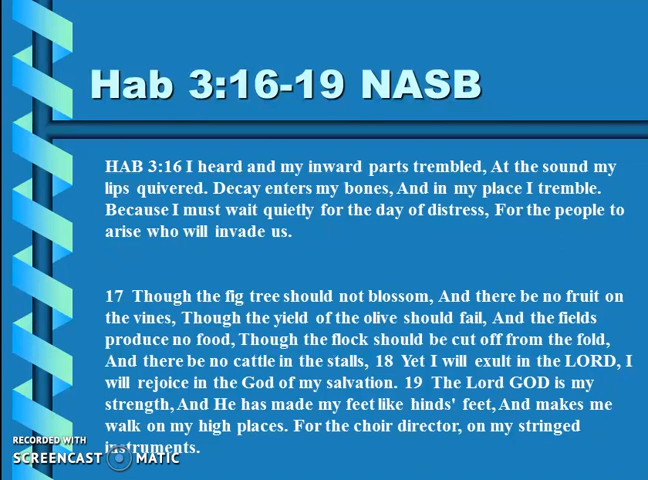 Hab 3:16-19 NASB
HAB 3:16 I heard and my inward parts trembled, At the sound my
lips quivered. Decay enters my bones, And in my place I tremble.
Because I must wait quietly for the day of distress, For the people to
arise who will invade us.
17 Though the fig tree should not blossom, And there be no fruit on
the vines, Though the yield of the olive should fail, And the fields
produce no food, Though the flock should be cut off from the fold,
And there be no cattle in the stalls, 18 Yet I will exult in the LORD, I
will rejoice in the God of my salvation. 19 The Lord GOD is my
strength, And He has made my feet like hinds' feet, And makes me
walk on my high places. For the choir director, on my stringed
instruments.
RECORDED WITH
SCREENCAST MATIC